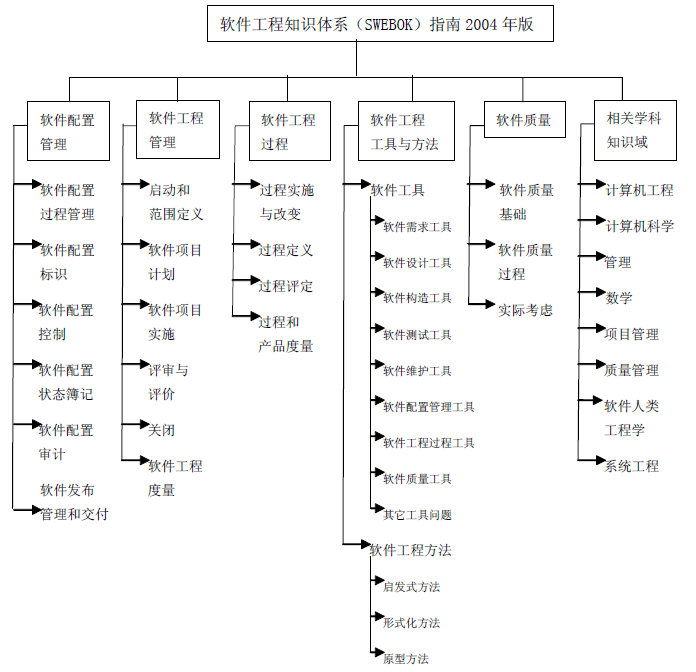 软件工程知识体系（SWEBOK）指南 2004 年版
软件配置
管理
软件配置
过程管理
软件配置
标识
软件配置
控制
软件配置
状态簿记
软件配置
审计
软件发布
管理和交付
软件工程
管理
启动和
范围定义
软件项目
计划
软件项目
实施
评审与
评价
关闭
软件工程
度量
软件工程
过程
过程实施
与改变
过程定义
过程评定
过程和
产品度量
软件工程
工具与方法
软件工具
软件需求工具
软件设计工具
软件构造工具
软件测试工具
软件维护工具
软件配置管理工具
软件工程过程工具
软件质量工具
其它工具问题
软件工程方法
启发式方法
形式化方法
原型方法
软件质量
软件质量
基础
软件质量
过程
实际考虑
相关学科
知识域
计算机工程
计算机科学
管理
数学
项目管理
质量管理
软件人类
工程学
系统工程